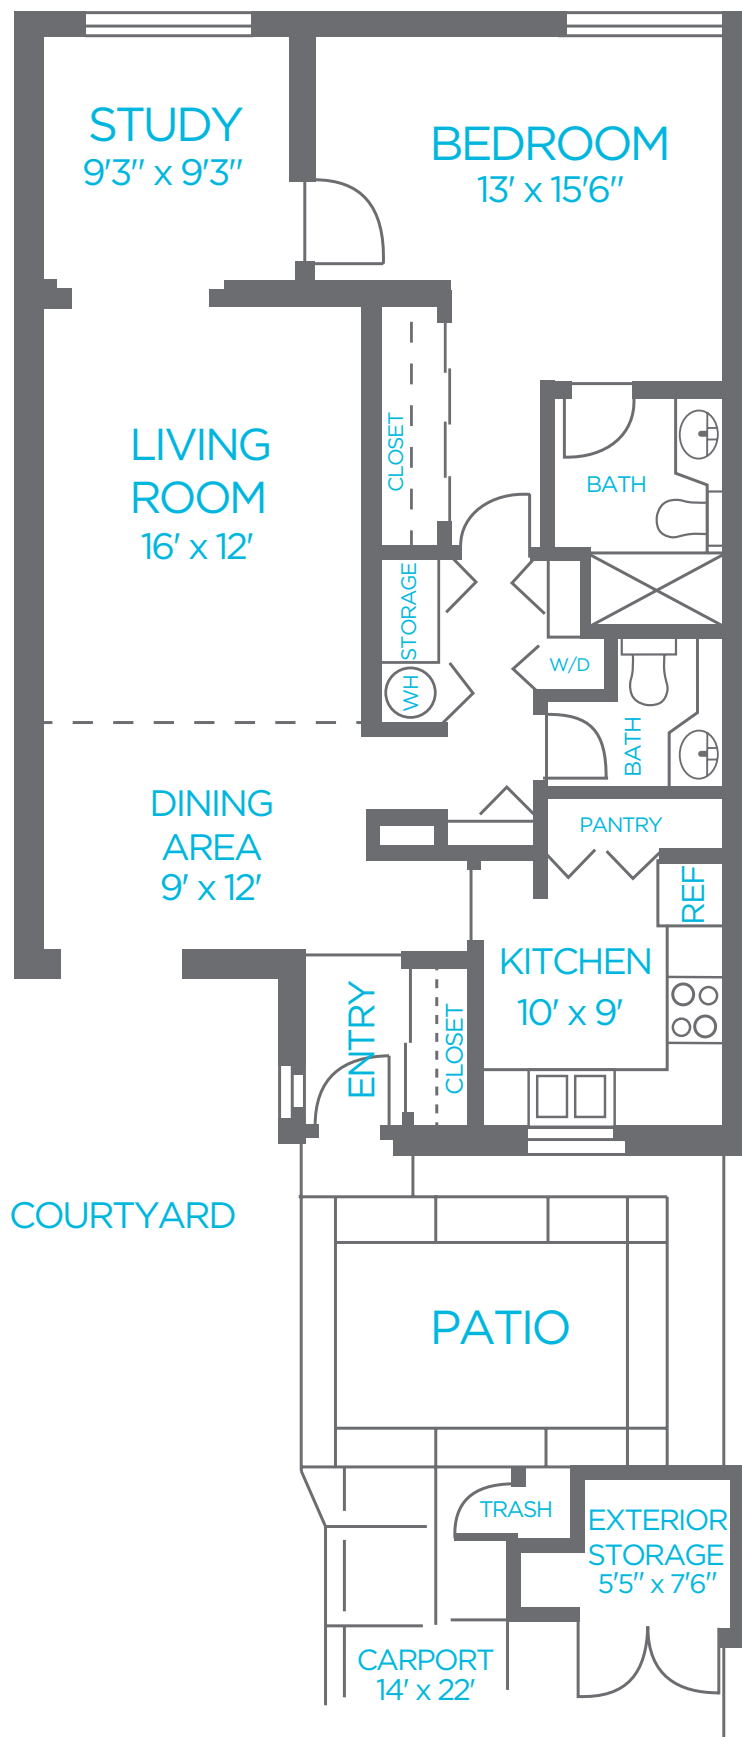 STUDY
9'3" x 9'3"
BEDROOM
13' x 15'6"
LIVING
ROOM
16' x 12'
CLOSET
BATH
STORAGE
WH
W/D
BATH
DINING
AREA
9' x 12'
PANTRY
REF
KITCHEN
10' x 9'
ENTRY
CLOSET
COURTYARD
PATIO
TRASH
EXTERIOR
STORAGE
5'5" x 7'6"
CARPORT
14' x 22'